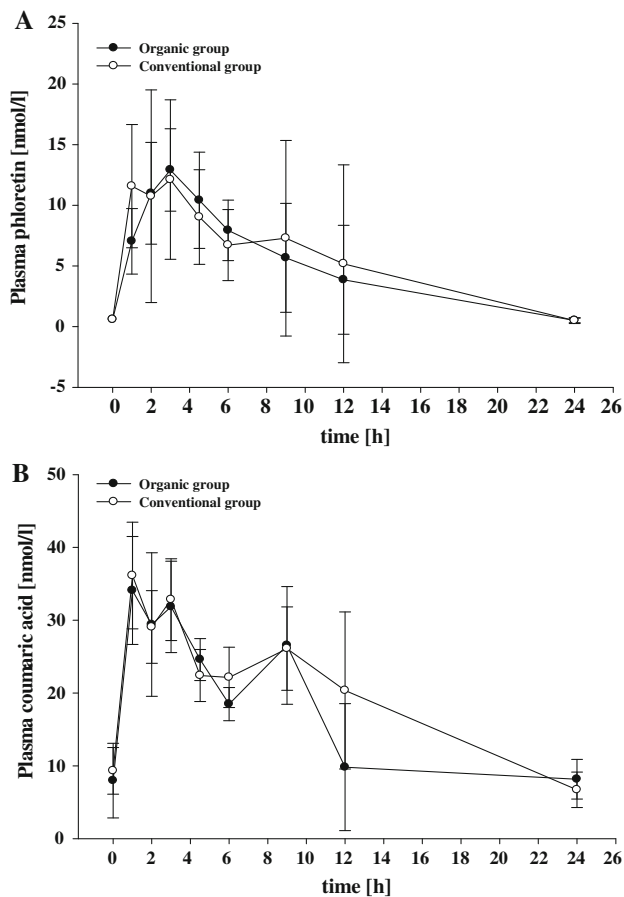 A
25
20
15
10
5
0
-5
Plasma phloretin [nmol/l]
Organic group
Conventional group
0 2 4 6 8 10 12 14 16 18 20 22 24 26
time [h]
B
50
40
30
20
10
0
Plasma coumaric acid [nmol/l]
Organic group
Conventional group
0 2 4 6 8 10 12 14 16 18 20 22 24 26
time [h]